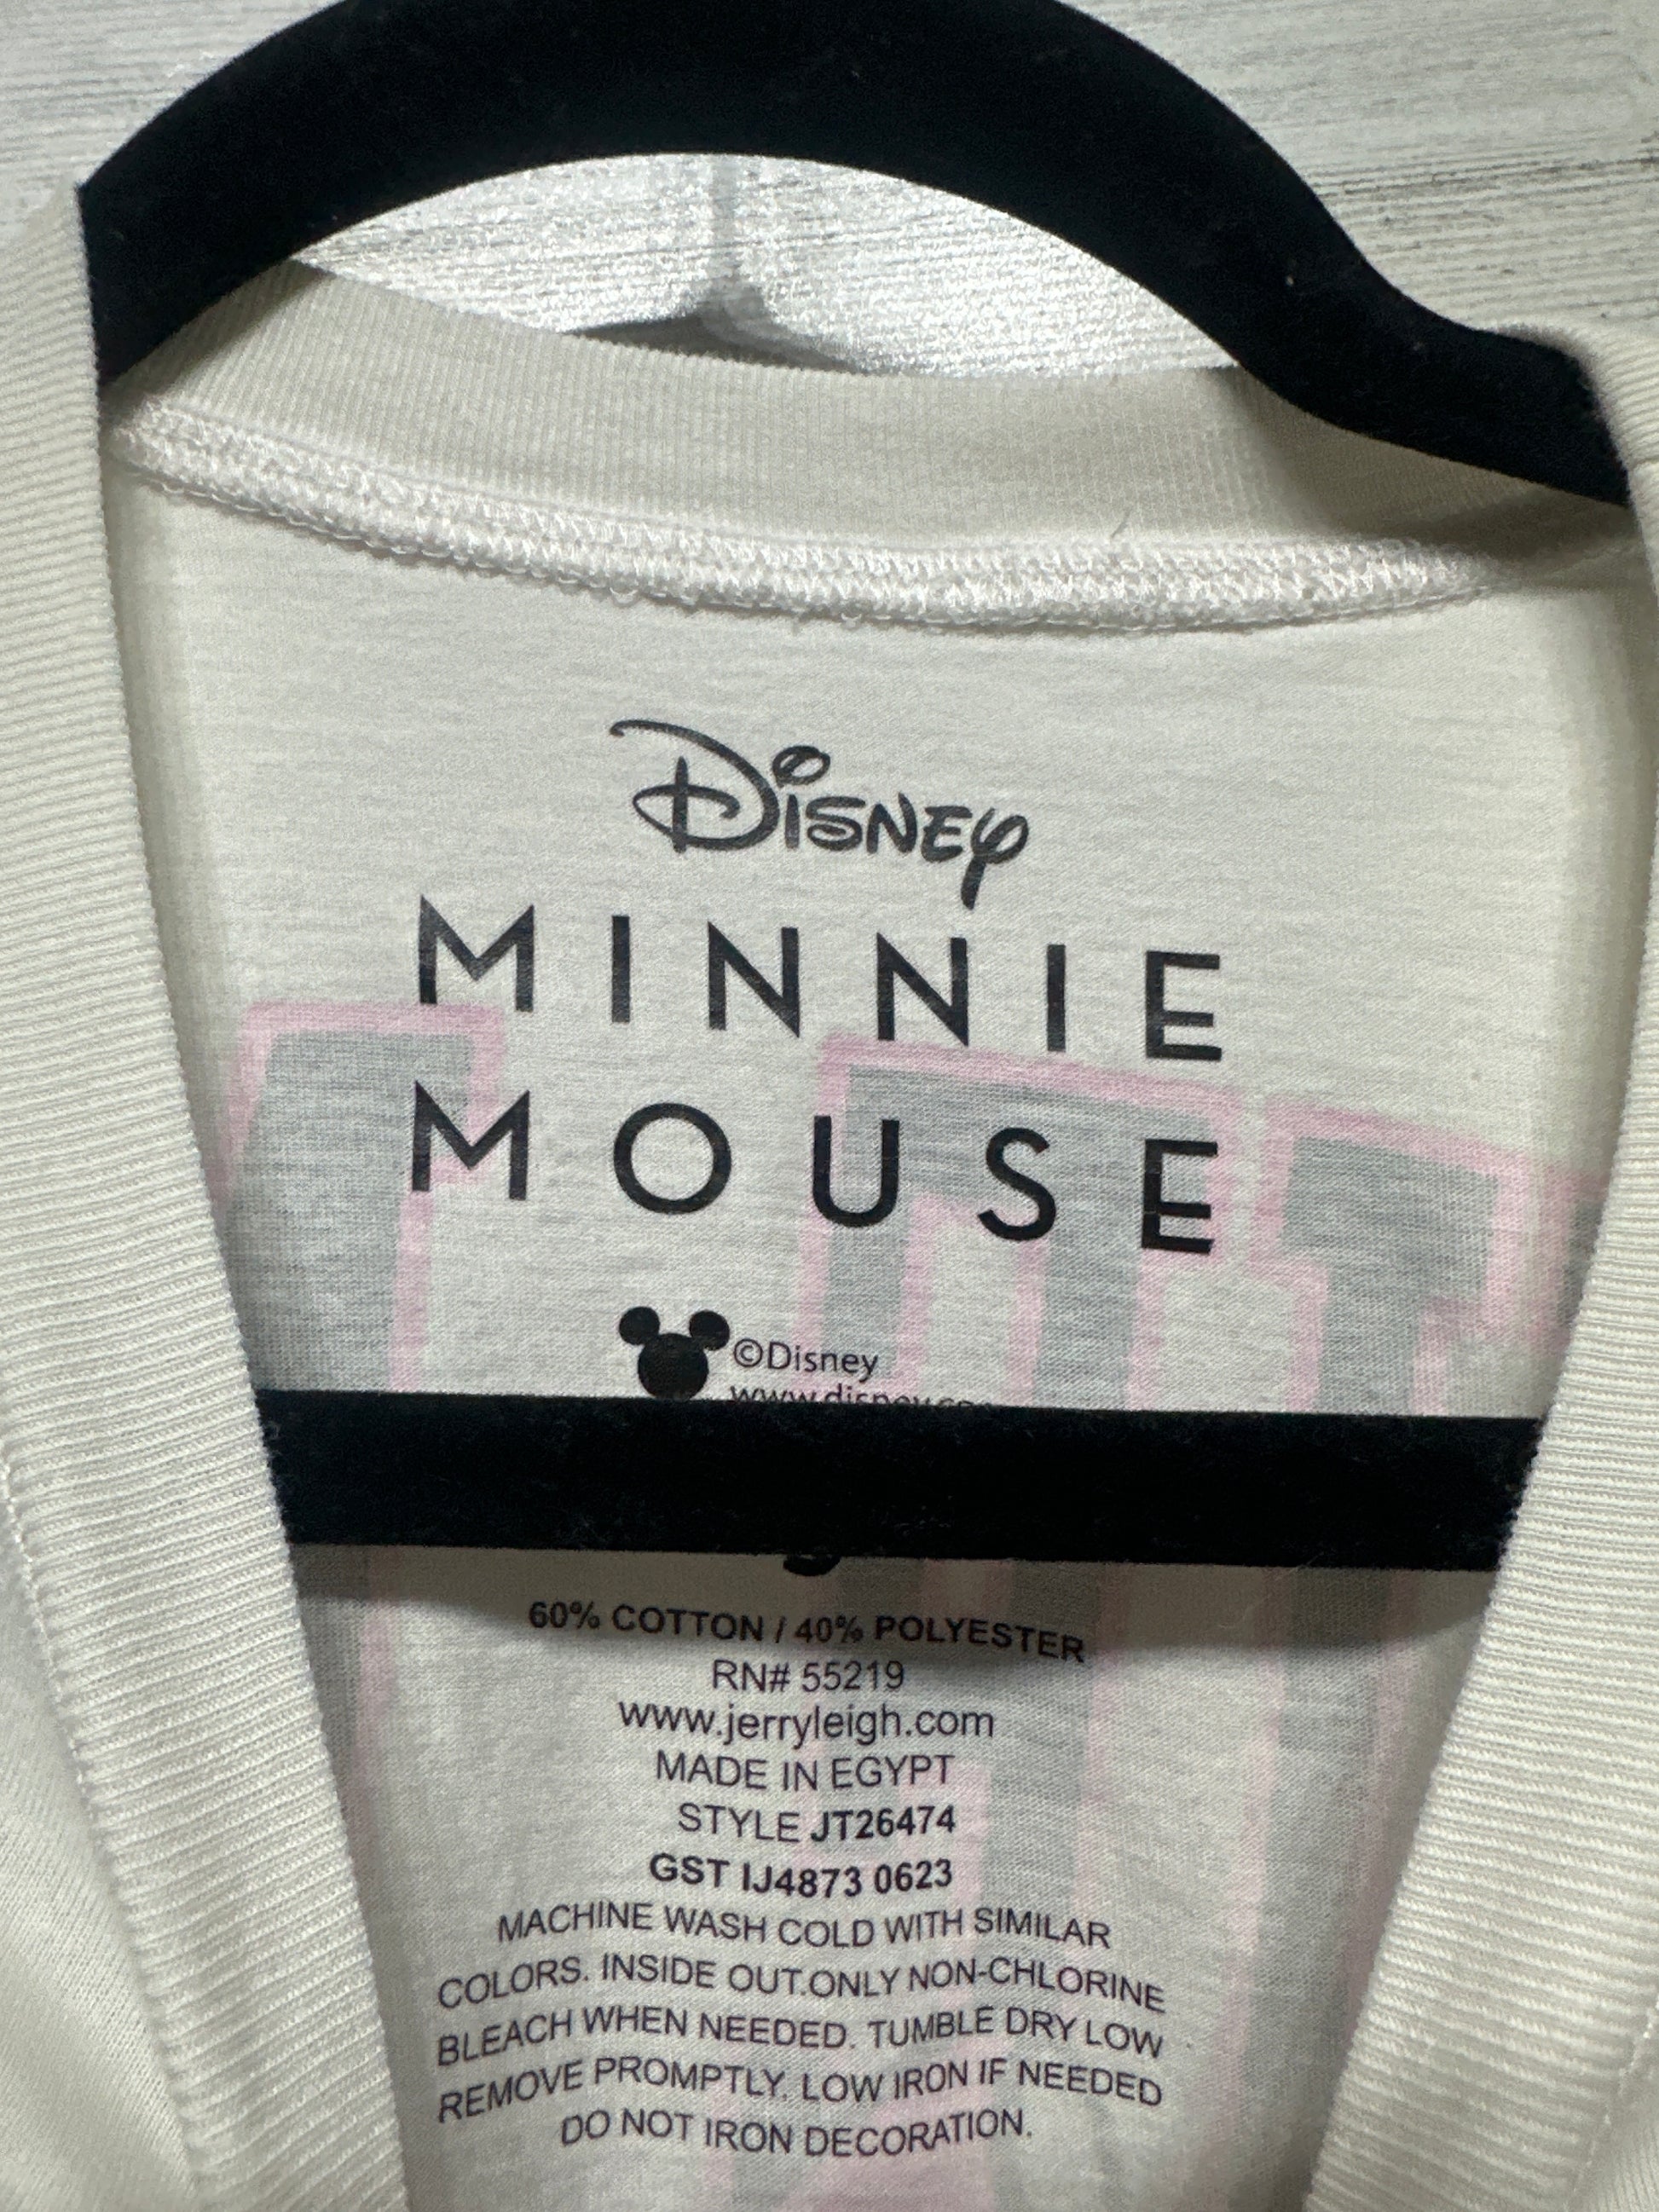 Disney
MINNIE
MOUSE
©Disney
60% COTTON / 40% POLYESTER
RN# 55219
www.jerryleigh.com
MADE IN EGYPT
STYLE JT26474
GST IJ4873 0623
MACHINE WASH COLD WITH SIMILAR
COLORS. INSIDE OUT.ONLY NON-CHLORINE
BLEACH WHEN NEEDED. TUMBLE DRY LOW
REMOVE PROMPTLY. LOW IRON IF NEEDED
DO NOT IRON DECORATION.